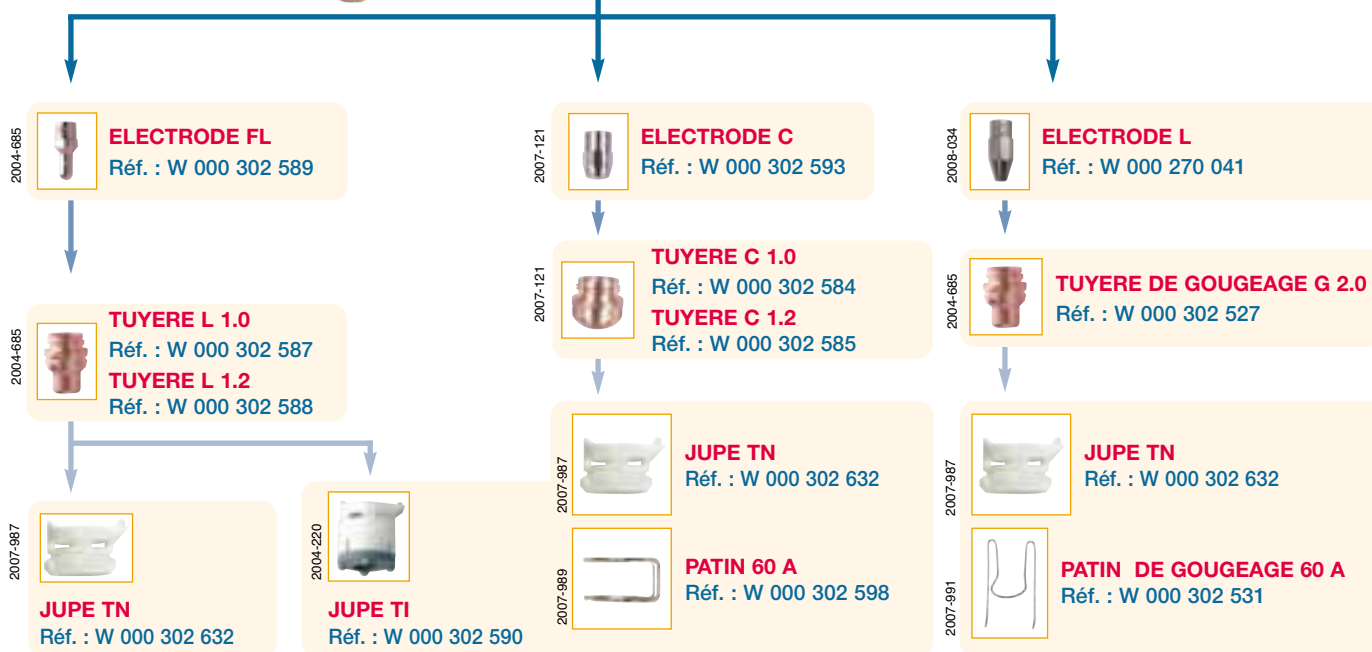 2004-685
ELECTRODE FL
Réf. : W 000 302 589
2004-685
TUYERE L 1.0
Réf. : W 000 302 587
TUYERE L 1.2
Réf. : W 000 302 588
2007-987
JUPE TN
Réf. : W 000 302 632
2004-220
JUPE TI
Réf. : W 000 302 590
2007-121
ELECTRODE C
Réf. : W 000 302 593
2007-121
TUYERE C 1.0
Réf. : W 000 302 584
TUYERE C 1.2
Réf. : W 000 302 585
2007-987
JUPE TN
Réf. : W 000 302 632
2007-989
PATIN 60 A
Réf. : W 000 302 598
2008-034
ELECTRODE L
Réf. : W 000 270 041
2004-685
TUYERE DE GOUGEAGE G 2.0
Réf. : W 000 302 527
2007-987
JUPE TN
Réf. : W 000 302 632
2007-991
PATIN  DE GOUGEAGE 60 A
Réf. : W 000 302 531